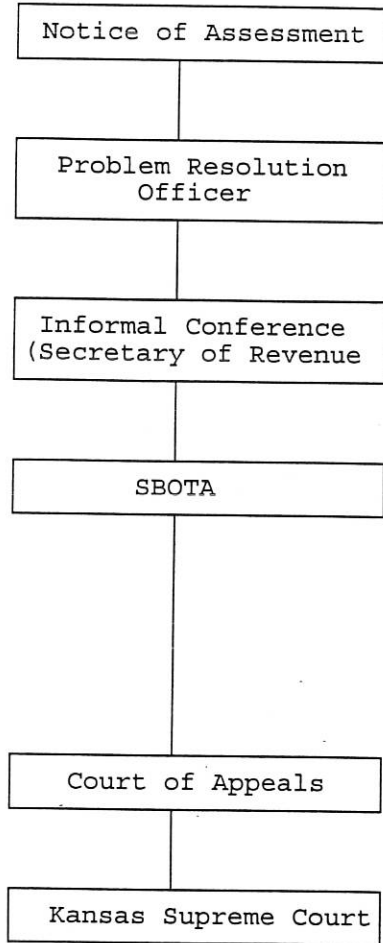 Notice of Assessment
Problem Resolution
Officer
Informal Conference
(Secretary of Revenue
SBOTA
Court of Appeals
Kansas Supreme Court